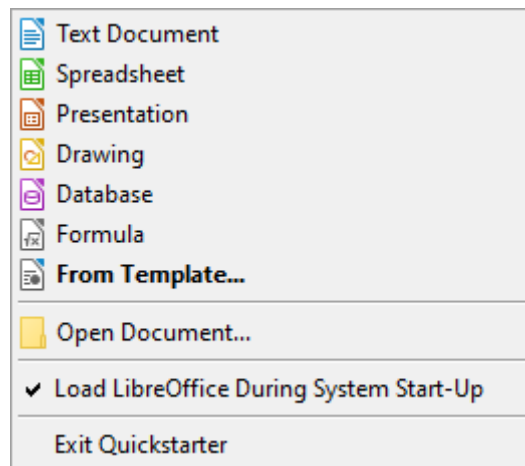 Text Document
Spreadsheet
Presentation
Drawing
Database
Formula
From Template...
Open Document...
Load LibreOffice During System Start-Up
Exit Quickstarter